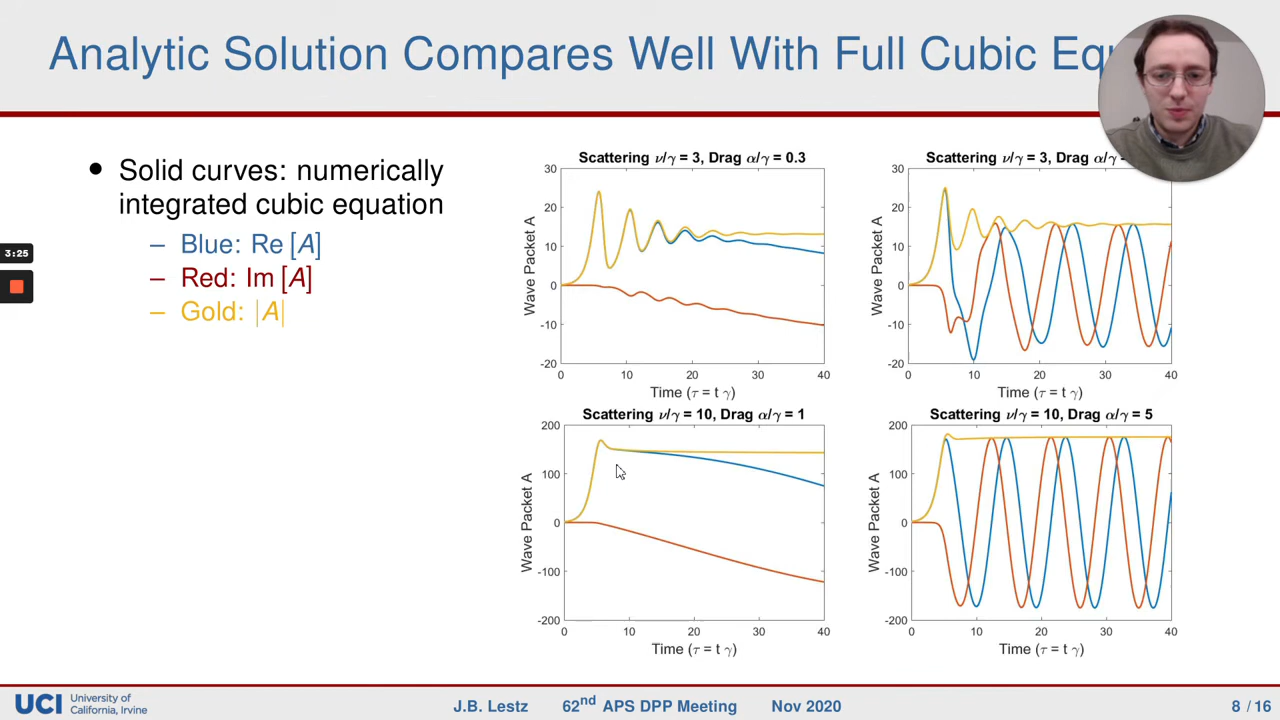 Analytic Solution Compares Well With Full Cubic
● Solid curves: numerically
integrated cubic equation
– Blue: Re [A]
– Red: Im [A]
– Gold: |A|
3:25
Scattering ν/γ = 3, Drag α/γ = 0.3
30
20
10
0
-10
-20
Wave Packet A
0 10 20 30 40
Time (τ = t γ)
Scattering ν/γ = 3, Drag α/γ =
30
20
10
0
-10
-20
Wave Packet A
0 10 20 30 40
Time (τ = t γ)
Scattering ν/γ = 10, Drag α/γ = 1
200
100
0
-100
-200
Wave Packet A
0 10 20 30 40
Time (τ = t γ)
Scattering ν/γ = 10, Drag α/γ = 5
200
100
0
-100
-200
Wave Packet A
0 10 20 30 40
Time (τ = t γ)
UCI University of
California, Irvine
J.B. Lestz 62nd APS DPP Meeting Nov 2020 8 / 16